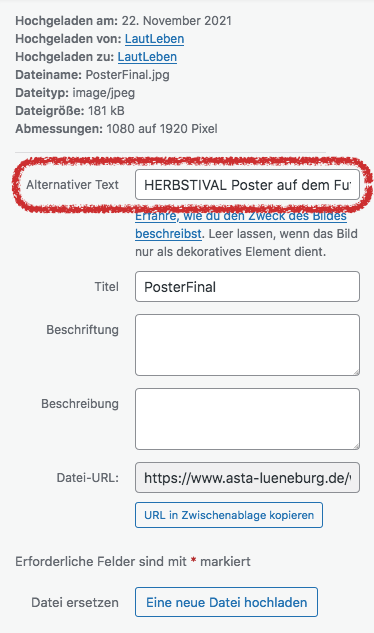 Hochgeladen am: 22. November 2021
Hochgeladen von: LautLeben
Hochgeladen zu: LautLeben
Dateiname: PosterFinal.jpg
Dateityp: image/jpeg
Dateigröße: 181 kB
Abmessungen: 1080 auf 1920 Pixel
Alternativer Text HERBSTIVAL Poster auf dem
Erfahre, wie du den Zweck des Bildes
beschreibst. Leer lassen, wenn das Bild
nur als dekoratives Element dient.
Titel PosterFinal
Beschriftung
Beschreibung
Datei-URL: https://www.asta-lueneburg.de/
URL in Zwischenablage kopieren
Erforderliche Felder sind mit * markiert
Datei ersetzen Eine neue Datei hochladen